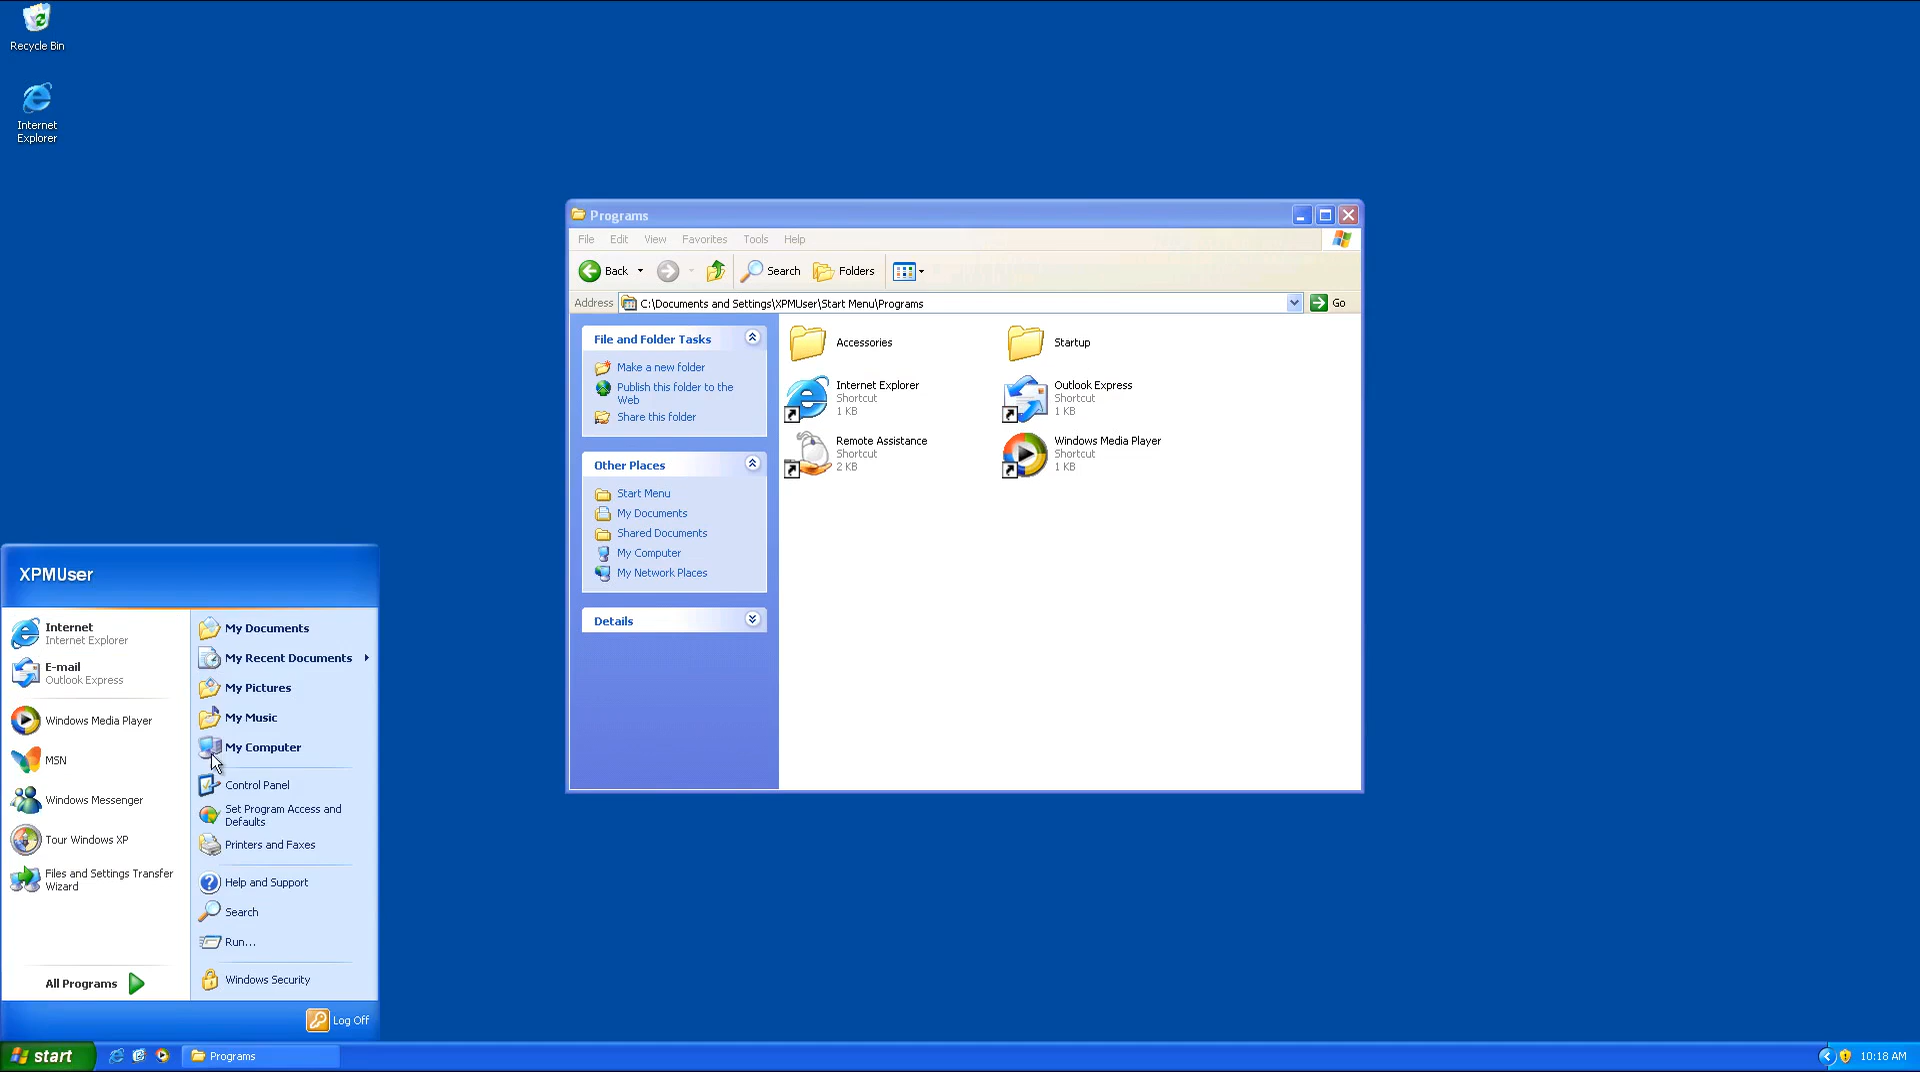 Recycle Bin
Internet
Explorer
Programs
File Edit View Favorites Tools Help
Back Search Folders
Address C:\Documents and Settings\XPMUser\Start Menu\Programs Go
File and Folder Tasks
Make a new folder
Publish this folder to the
Web
Share this folder
Other Places
Start Menu
My Documents
Shared Documents
My Computer
My Network Places
Details
Accessories
Startup
Internet Explorer
Shortcut
1 KB
Outlook Express
Shortcut
1 KB
Remote Assistance
Shortcut
2 KB
Windows Media Player
Shortcut
1 KB
XPMUser
Internet
Internet Explorer
E-mail
Outlook Express
Windows Media Player
MSN
Windows Messenger
Tour Windows XP
Files and Settings Transfer
Wizard
All Programs
My Documents
My Recent Documents
My Pictures
My Music
My Computer
Control Panel
Set Program Access and
Defaults
Printers and Faxes
Help and Support
Search
Run...
Windows Security
Log Off
start Programs 10:18 AM